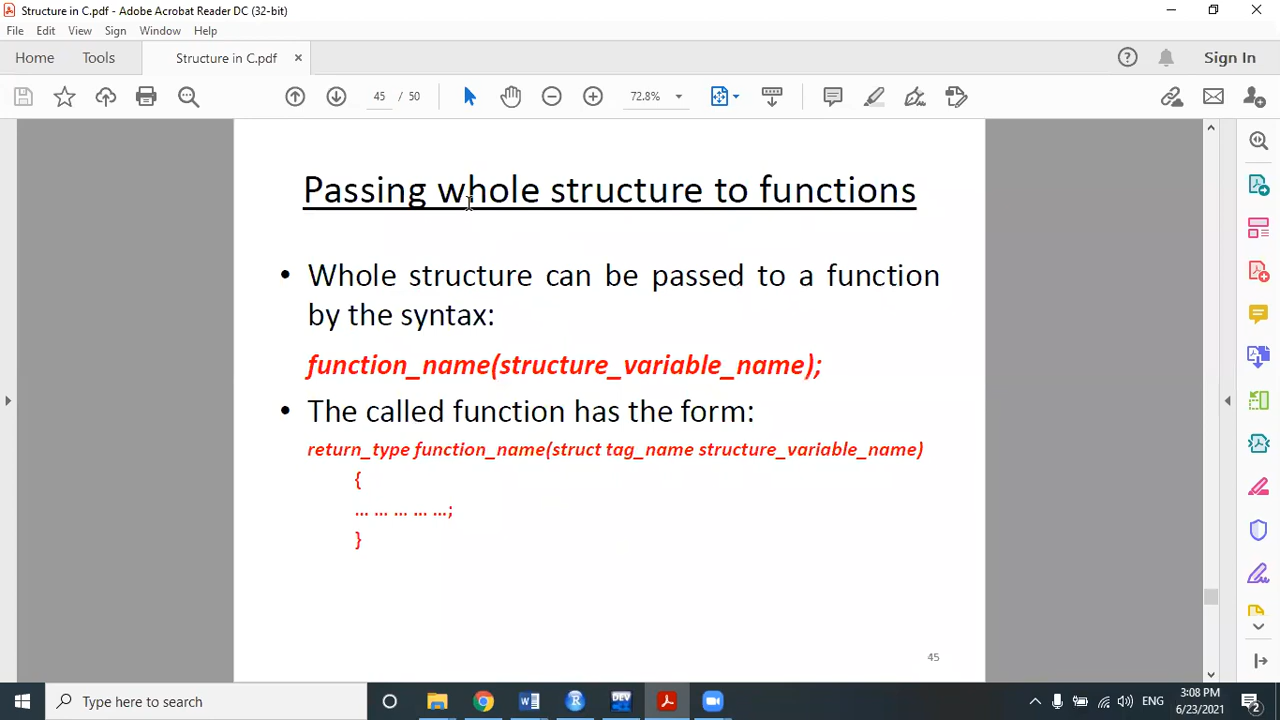 Structure in C.pdf - Adobe Acrobat Reader DC (32-bit)
File Edit View Sign Window Help
Home Tools Structure in C.pdf × Sign In
45 / 50 72.8%
Passing whole structure to functions
• Whole structure can be passed to a function
by the syntax:
function_name(structure_variable_name);
• The called function has the form:
return_type function_name(struct tag_name structure_variable_name)
{
... ... ... ... ...;
}
45
Type here to search
DEV
ENG
3:08 PM
6/23/2021
2